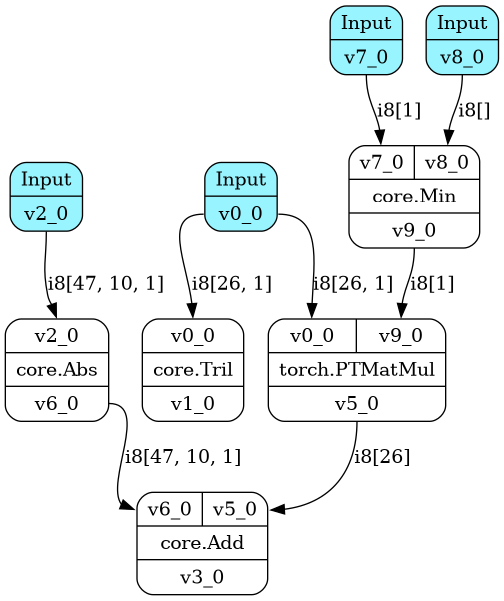 Input
v7_0
Input
v8_0
i8[1]
i8[]
v7_0 v8_0
core.Min
v9_0
Input
v2_0
Input
v0_0
i8[47, 10, 1]
i8[26, 1]
i8[26, 1]
i8[1]
v2_0
core.Abs
v6_0
v0_0
core.Tril
v1_0
v0_0 v9_0
torch.PTMatMul
v5_0
i8[47, 10, 1]
i8[26]
v6_0 v5_0
core.Add
v3_0